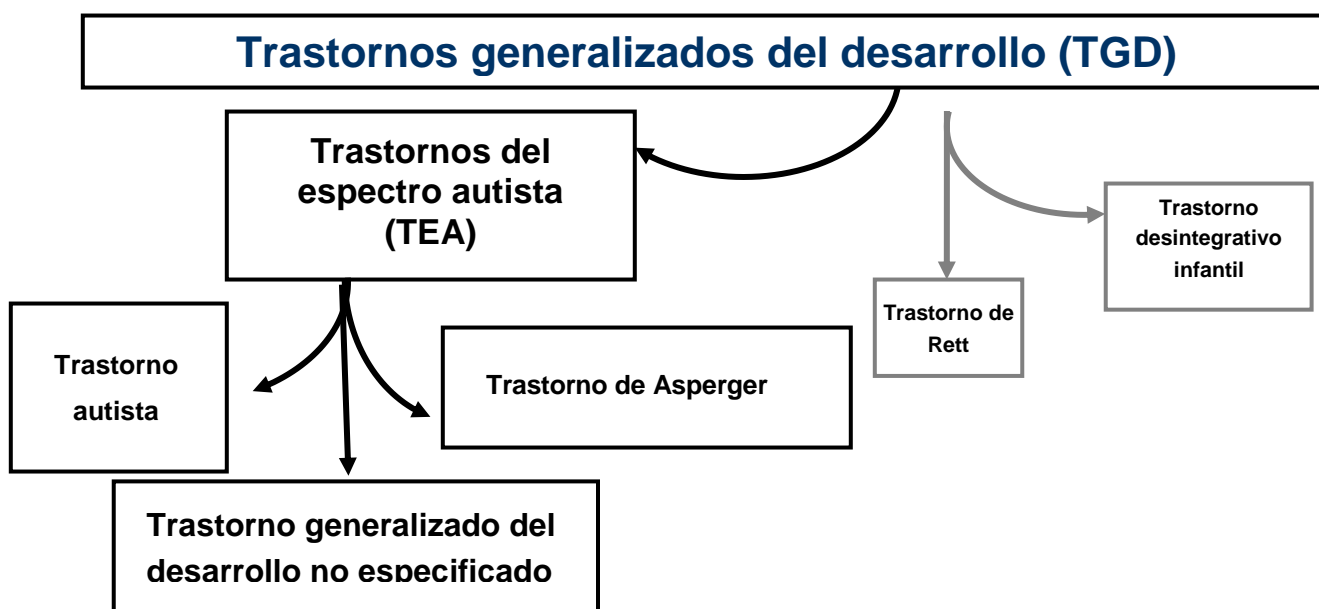 Trastornos generalizados del desarrollo (TGD)
Trastornos del
espectro autista
(TEA)
Trastorno
desintegrativo
infantil
Trastorno de
Rett
Trastorno
autista
Trastorno de Asperger
Trastorno generalizado del
desarrollo no especificado